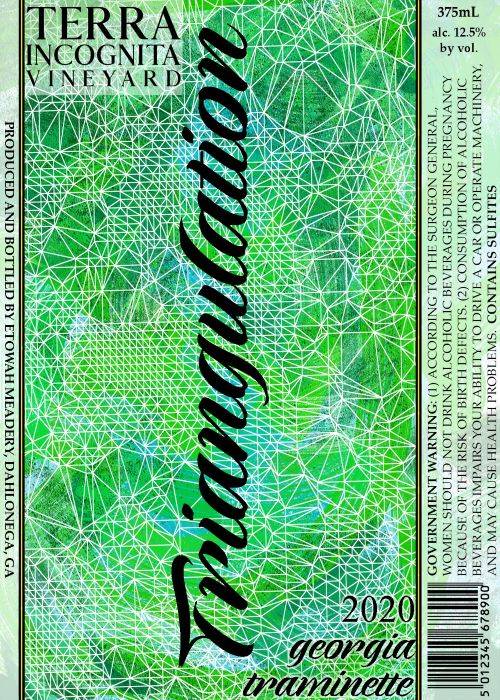 TERRA
INCOGNITA
VINEYARD
Triangulation
2020
georgia
traminette
PRODUCED AND BOTTLED BY ETOWAH MEADERY, DAHLONEGA, GA
375mL
alc. 12.5%
by vol.
GOVERNMENT WARNING: (1) ACCORDING TO THE SURGEON GENERAL,
WOMEN SHOULD NOT DRINK ALCOHOLIC BEVERAGES DURING PREGNANCY
BECAUSE OF THE RISK OF BIRTH DEFECTS. (2) CONSUMPTION OF ALCOHOLIC
BEVERAGES IMPAIRS YOUR ABILITY TO DRIVE A CAR OR OPERATE MACHINERY,
AND MAY CAUSE HEALTH PROBLEMS. CONTAINS SULFITES
5 012345 678900